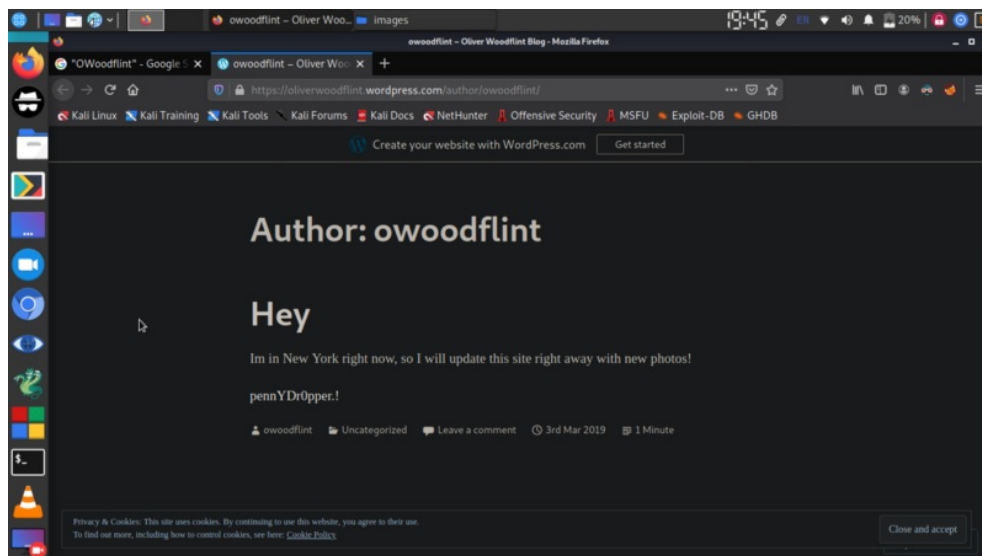 owoodflint – Oliver Woo...
images
19:45
EN
20%
owoodflint – Oliver Woodflint Blog - Mozilla Firefox
"OWoodflint" - Google S
owoodflint – Oliver Woo
https://oliverwoodflint.wordpress.com/author/owoodflint/
Kali Linux Kali Training Kali Tools Kali Forums Kali Docs NetHunter Offensive Security MSFU Exploit-DB GHDB
Create your website with WordPress.com Get started
Author: owoodflint
Hey
Im in New York right now, so I will update this site right away with new photos!
pennYDr0pper.!
owoodflint Uncategorized Leave a comment 3rd Mar 2019 1 Minute
$_
Privacy & Cookies: This site uses cookies. By continuing to use this website, you agree to their use.
To find out more, including how to control cookies, see here: Cookie Policy
Close and accept